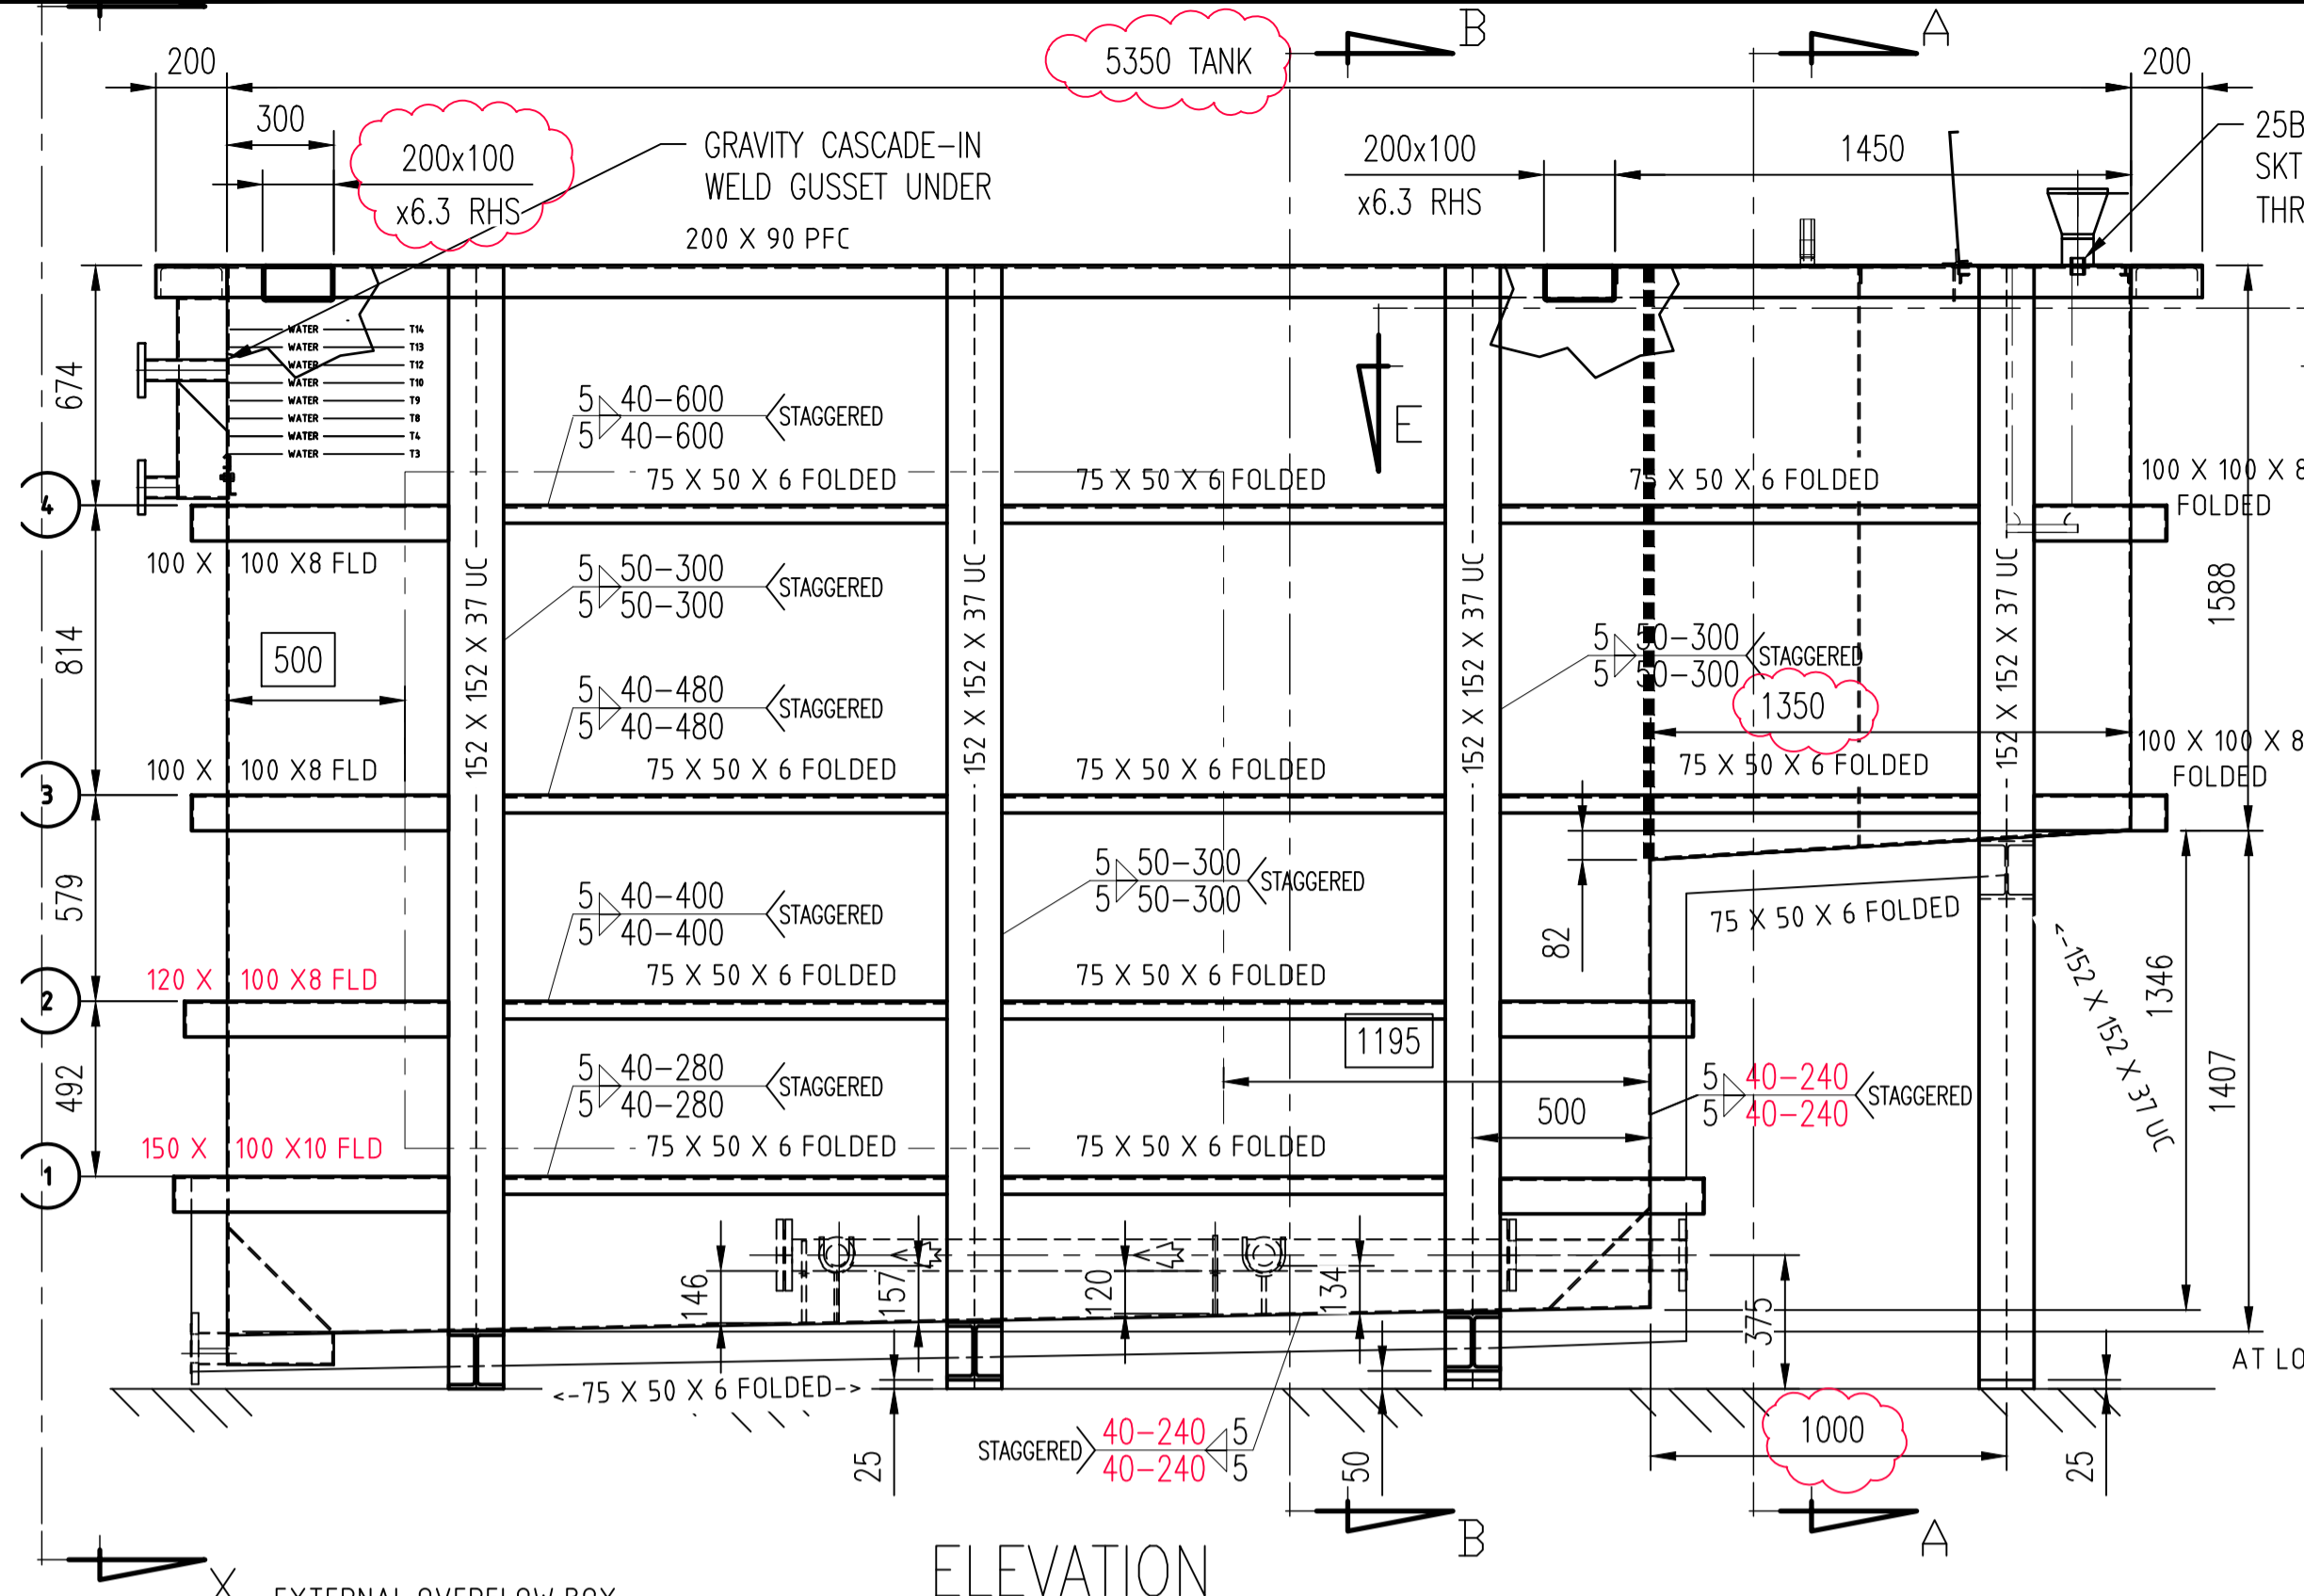 B
A
5350 TANK
200
200
300
200x100
x6.3 RHS
GRAVITY CASCADE-IN
WELD GUSSET UNDER
200 X 90 PFC
200x100
x6.3 RHS
1450
25B
SKT
THR
WATER T14
WATER T13
WATER T12
WATER T10
WATER T9
WATER T8
WATER T4
WATER T3
674
E
5 40-600 STAGGERED
5 40-600
75 X 50 X 6 FOLDED
75 X 50 X 6 FOLDED
75 X 50 X 6 FOLDED
100 X 100 X 8
FOLDED
4
100 X 100 X8 FLD
152 X 152 X 37 UC
152 X 152 X 37 UC
152 X 152 X 37 UC
152 X 152 X 37 UC
5 50-300 STAGGERED
5 50-300
1588
814
500
5 50-300 STAGGERED
5 50-300
5 40-480 STAGGERED
5 40-480
1350
100 X 100 X 8
FOLDED
100 X 100 X8 FLD
75 X 50 X 6 FOLDED
75 X 50 X 6 FOLDED
75 X 50 X 6 FOLDED
3
579
5 40-400 STAGGERED
5 40-400
5 50-300 STAGGERED
5 50-300
82
75 X 50 X 6 FOLDED
<-152 X 152 X 37 UC
1346
1407
120 X 100 X8 FLD
75 X 50 X 6 FOLDED
75 X 50 X 6 FOLDED
2
1195
492
5 40-280 STAGGERED
5 40-280
5 40-240 STAGGERED
5 40-240
500
150 X 100 X10 FLD
75 X 50 X 6 FOLDED
75 X 50 X 6 FOLDED
1
146
157
120
134
375
AT LO
<-75 X 50 X 6 FOLDED->
25
STAGGERED 40-240 5
40-240 5
50
1000
25
B
A
ELEVATION
X
EXTERNAL OVERFLOW BOX